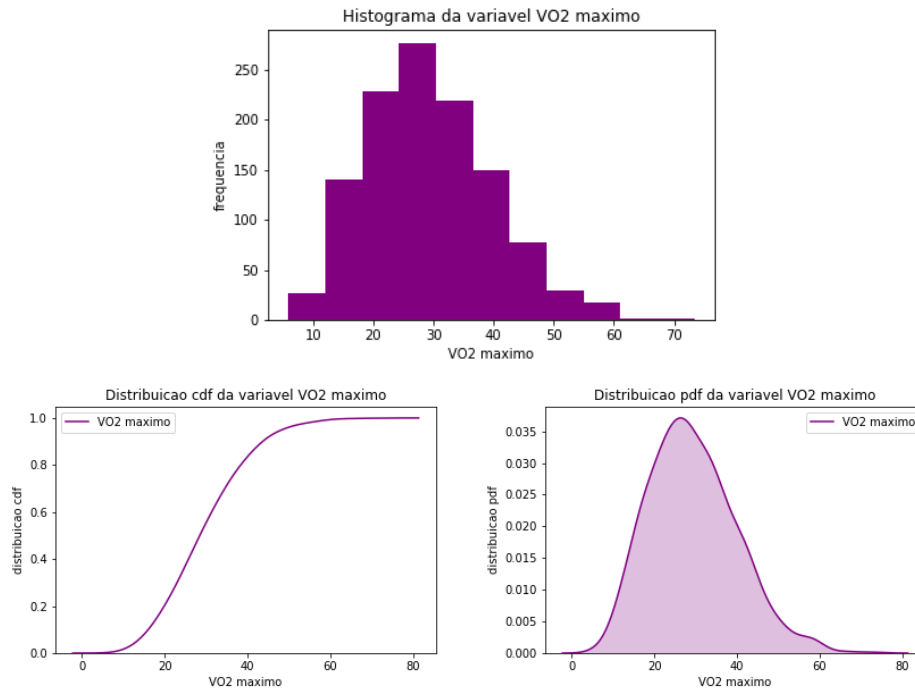 Histograma da variavel VO2 maximo
250
200
150
100
50
0
frequencia
10 20 30 40 50 60 70
VO2 maximo
Distribuicao cdf da variavel VO2 maximo
VO2 maximo
1.0
0.8
0.6
0.4
0.2
0.0
distribuicao cdf
0 20 40 60 80
VO2 maximo
Distribuicao pdf da variavel VO2 maximo
VO2 maximo
0.035
0.030
0.025
0.020
0.015
0.010
0.005
0.000
distribuicao pdf
0 20 40 60 80
VO2 maximo